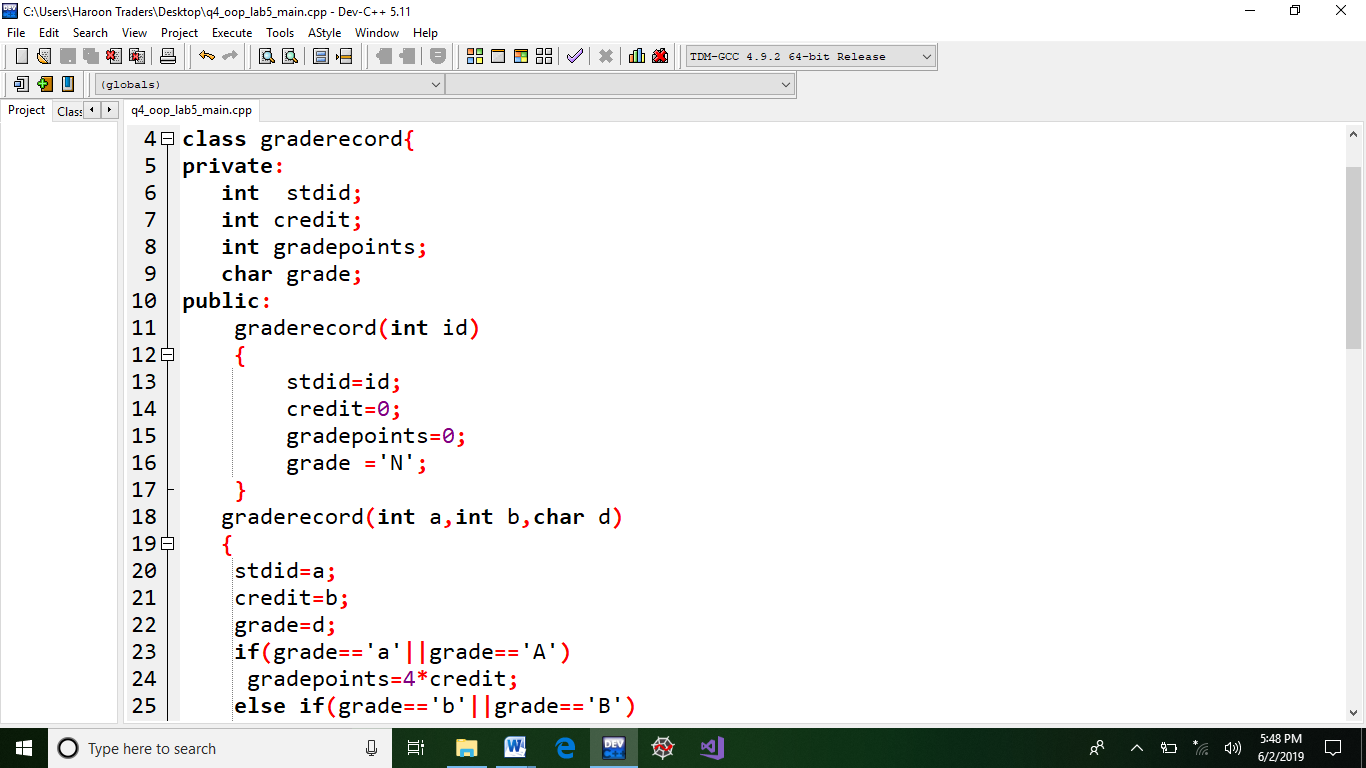 C:\Users\Haroon Traders\Desktop\q4_oop_lab5_main.cpp - Dev-C++ 5.11
File Edit Search View Project Execute Tools AStyle Window Help
TDM-GCC 4.9.2 64-bit Release
(globals)
Project Class q4_oop_lab5_main.cpp
4 class graderecord{
5 private:
6 int  stdid;
7 int credit;
8 int gradepoints;
9 char grade;
10 public:
11 graderecord(int id)
12 {
13 stdid=id;
14 credit=0;
15 gradepoints=0;
16 grade ='N';
17 }
18 graderecord(int a,int b,char d)
19 {
20 stdid=a;
21 credit=b;
22 grade=d;
23 if(grade=='a'||grade=='A')
24 gradepoints=4*credit;
25 else if(grade=='b'||grade=='B')
Type here to search
W
DEV
5:48 PM
6/2/2019